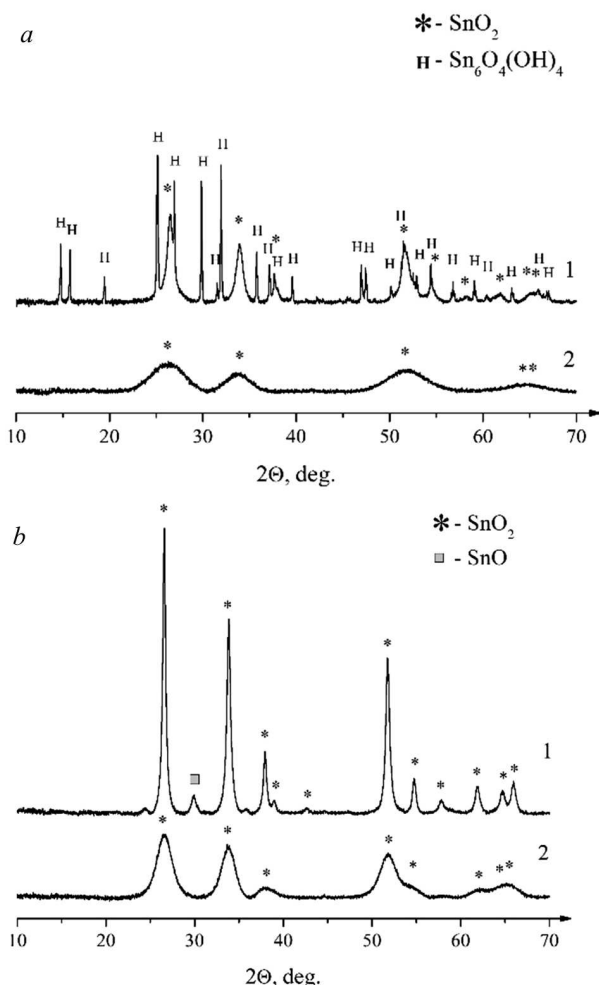 a
*- SnO₂
H - Sn₆O₄(OH)₄
H H H H * H H H H H * H H * H H H H H H * H H * H * H H * H * * H H
1
* * * **
2
10 20 30 40 50 60 70
2Θ, deg.
b
*- SnO₂
- SnO
* * * * * * * * * * *
1
* * * * * * *
2
10 20 30 40 50 60 70
2Θ, deg.